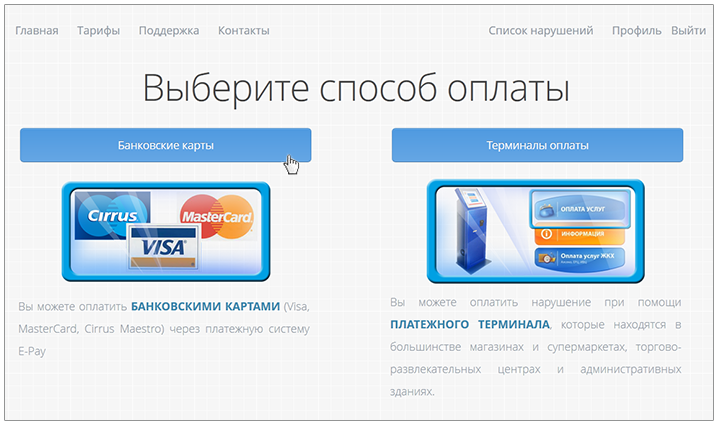 Главная Тарифы Поддержка Контакты Список нарушений Профиль Выйти
Выберите способ оплаты
Банковские карты
Cirrus
MasterCard
VISA
Вы можете оплатить БАНКОВСКИМИ КАРТАМИ (Visa,
MasterCard, Cirrus Maestro) через платежную систему
E-Pay
Терминалы оплаты
ОПЛАТА УСЛУГ
ИНФОРМАЦИЯ
Оплата услуг ЖКХ
Вы можете оплатить нарушение при помощи
ПЛАТЕЖНОГО ТЕРМИНАЛА, которые находятся в
большинстве магазинах и супермаркетах, торгово-
развлекательных центрах и административных
зданиях.